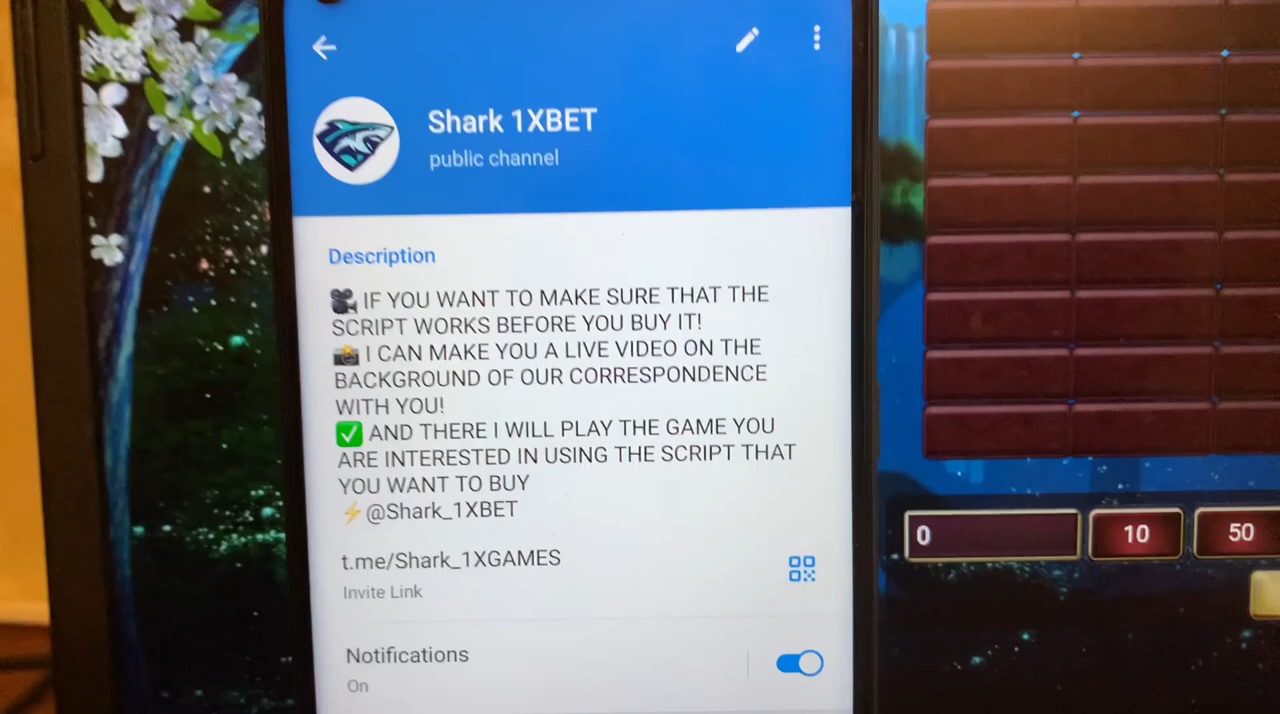 Shark 1XBET
public channel
Description
🎥 IF YOU WANT TO MAKE SURE THAT THE
SCRIPT WORKS BEFORE YOU BUY IT!
📸 I CAN MAKE YOU A LIVE VIDEO ON THE
BACKGROUND OF OUR CORRESPONDENCE
WITH YOU!
✅ AND THERE I WILL PLAY THE GAME YOU
ARE INTERESTED IN USING THE SCRIPT THAT
YOU WANT TO BUY
⚡@Shark_1XBET
t.me/Shark_1XGAMES
Invite Link
Notifications
On
0
10
50